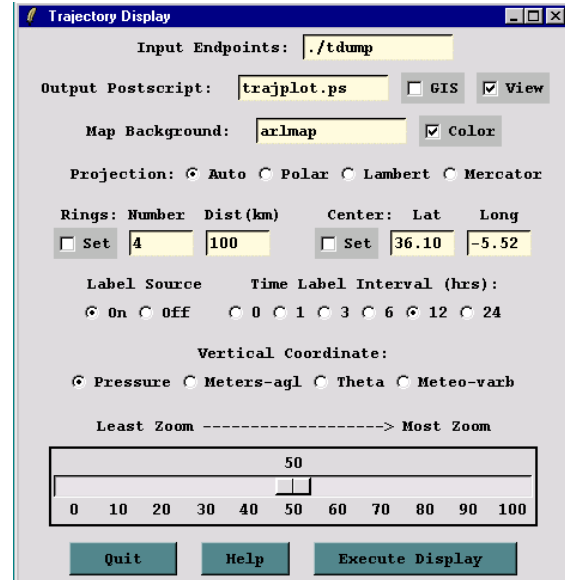 Trajectory Display
Input Endpoints: ./tdump
Output Postscript: trajplot.ps GIS View
Map Background: arlmap Color
Projection: Auto Polar Lambert Mercator
Rings: Number Dist(km) Center: Lat Long
Set 4 100 Set 36.10 -5.52
Label Source Time Label Interval (hrs):
On Off 0 1 3 6 12 24
Vertical Coordinate:
Pressure Meters-agl Theta Meteo-varb
Least Zoom --------------------> Most Zoom
50
0 10 20 30 40 50 60 70 80 90 100
Quit Help Execute Display